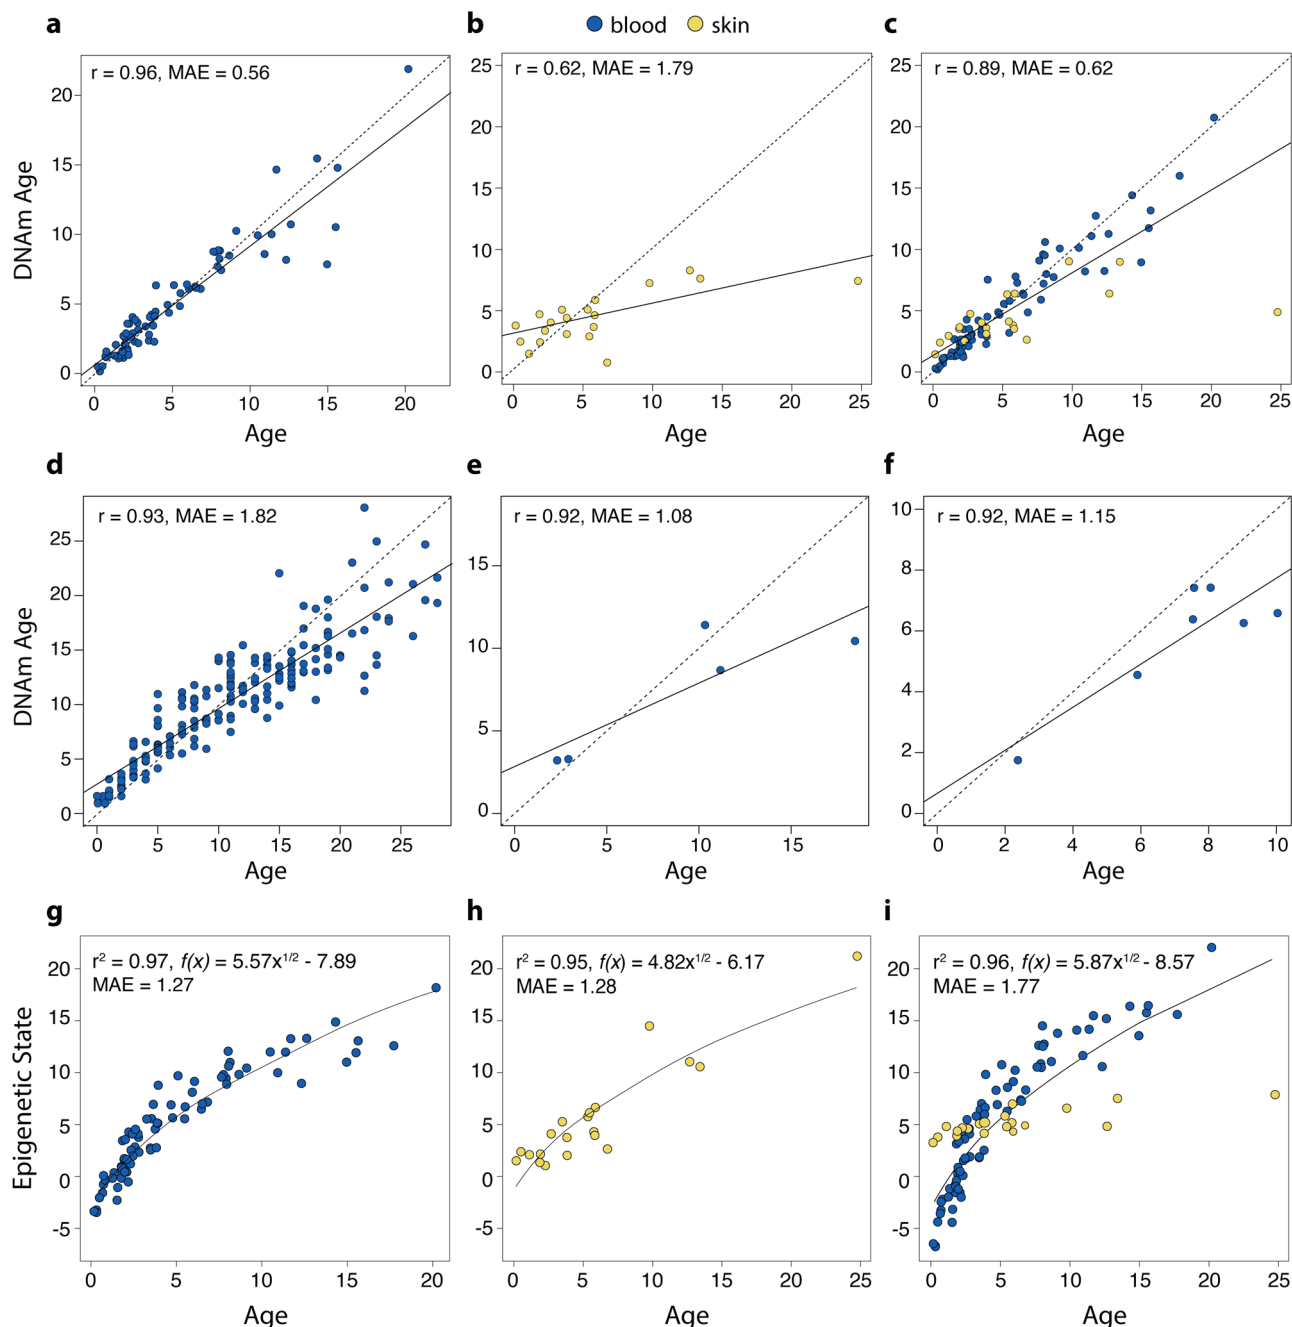 a
b
blood
skin
c
r = 0.96, MAE = 0.56
r = 0.62, MAE = 1.79
r = 0.89, MAE = 0.62
DNAm Age
20
15
10
5
0
0 5 10 15 20
Age
25
20
15
10
5
0
0 5 10 15 20 25
Age
25
20
15
10
5
0
0 5 10 15 20 25
Age
d
e
f
r = 0.93, MAE = 1.82
r = 0.92, MAE = 1.08
r = 0.92, MAE = 1.15
DNAm Age
25
20
15
10
5
0
0 5 10 15 20 25
Age
15
10
5
0
0 5 10 15
Age
10
8
6
4
2
0
0 2 4 6 8 10
Age
g
h
i
r² = 0.97, f(x) = 5.57x¹/² - 7.89
MAE = 1.27
r² = 0.95, f(x) = 4.82x¹/² - 6.17
MAE = 1.28
r² = 0.96, f(x) = 5.87x¹/² - 8.57
MAE = 1.77
Epigenetic State
20
15
10
5
0
-5
0 5 10 15 20
Age
20
15
10
5
0
-5
0 5 10 15 20 25
Age
20
15
10
5
0
-5
0 5 10 15 20 25
Age